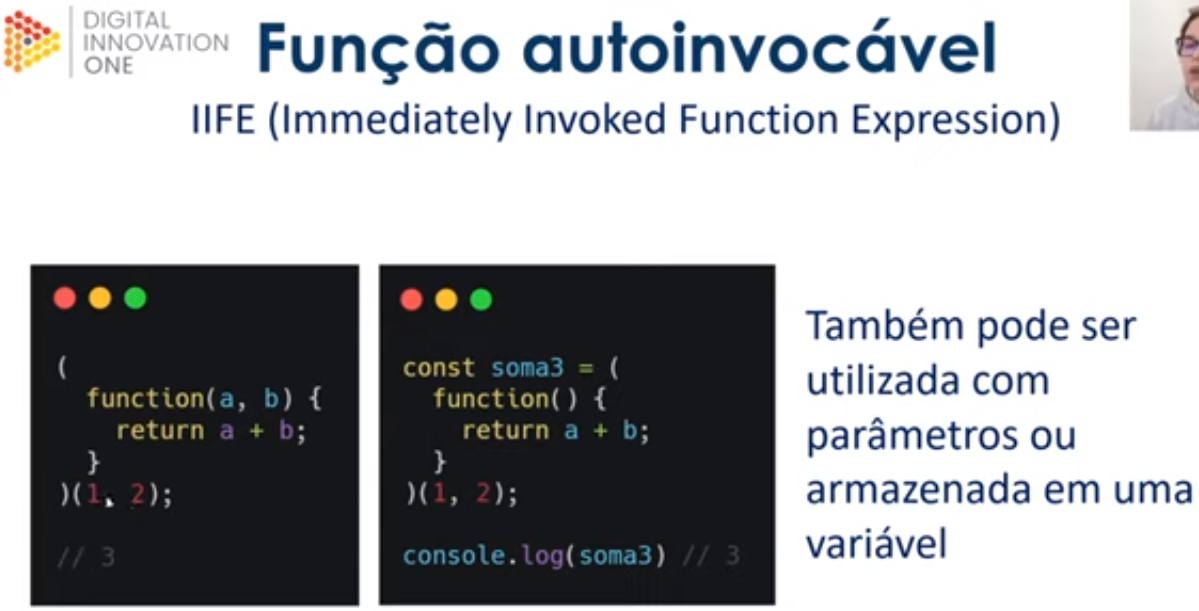 DIGITAL
INNOVATION
ONE
Função autoinvocável
IIFE (Immediately Invoked Function Expression)
(
function(a, b) {
return a + b;
}
)(1, 2);
// 3
const soma3 = (
function() {
return a + b;
}
)(1, 2);
console.log(soma3) // 3
Também pode ser
utilizada com
parâmetros ou
armazenada em uma
variável